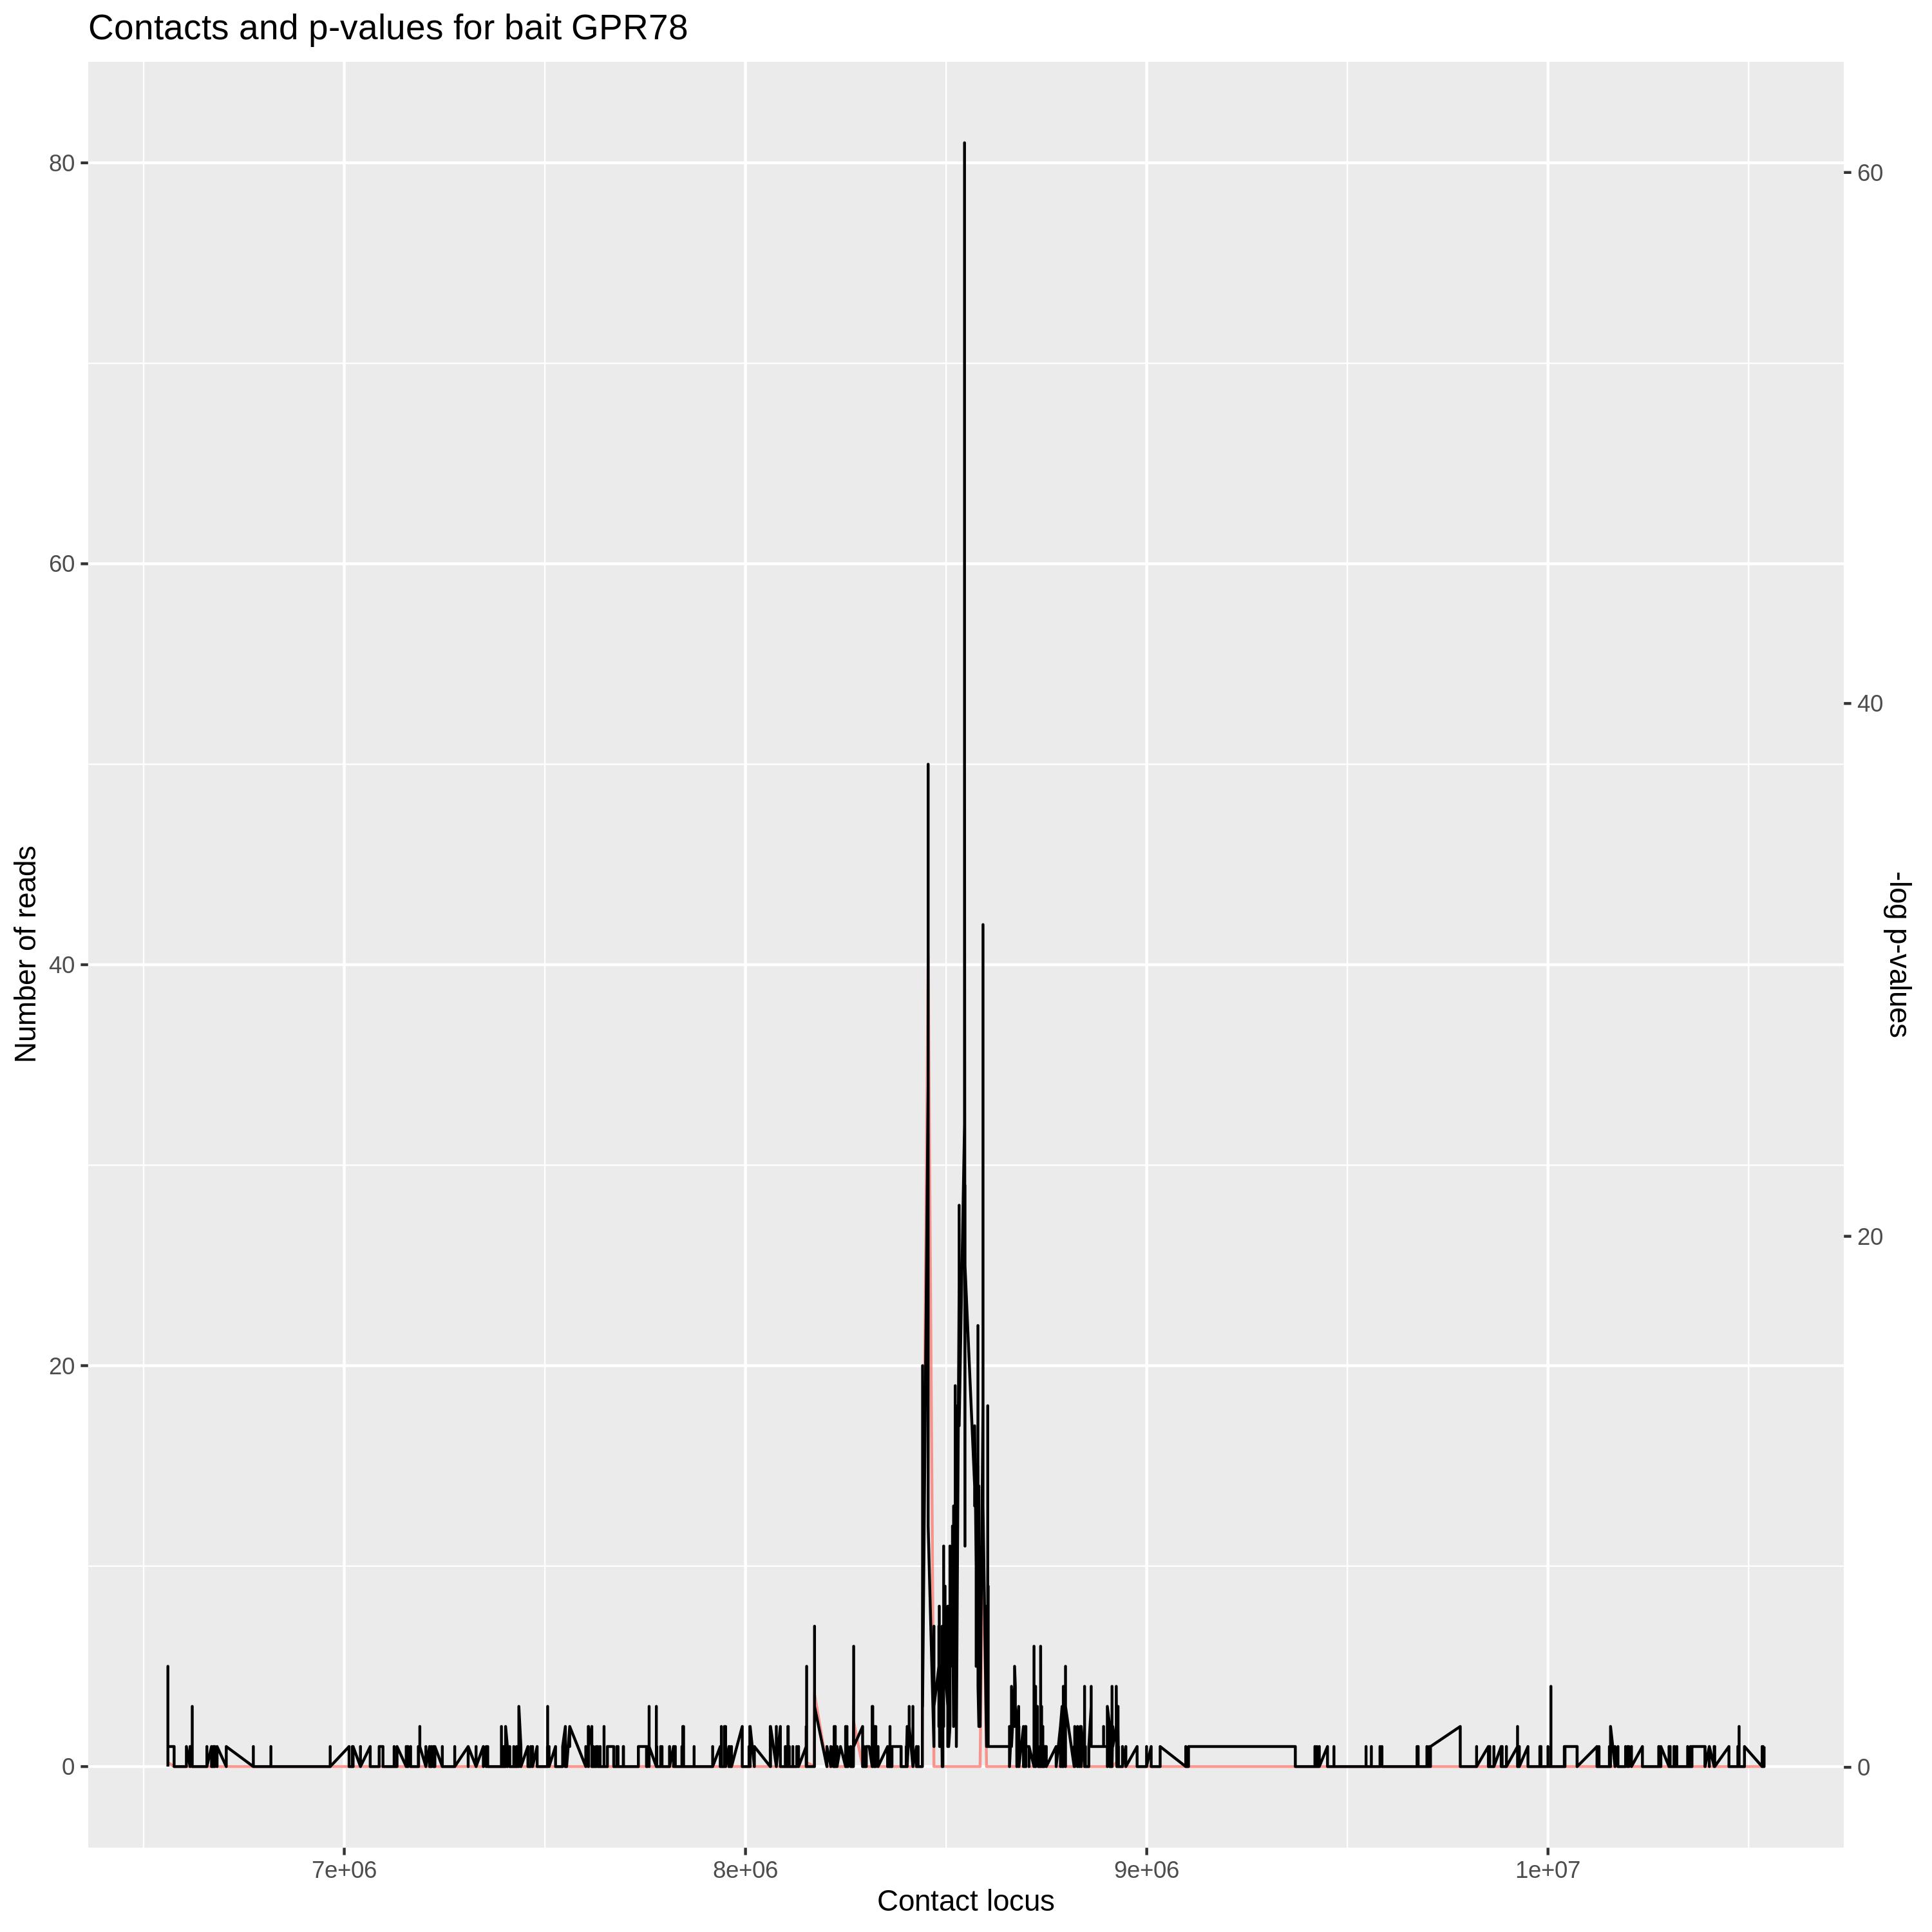 Contacts and p-values for bait GPR78
80
60
40
20
0
60
40
20
0
Number of reads
-log p-values
7e+06
8e+06
9e+06
1e+07
Contact locus